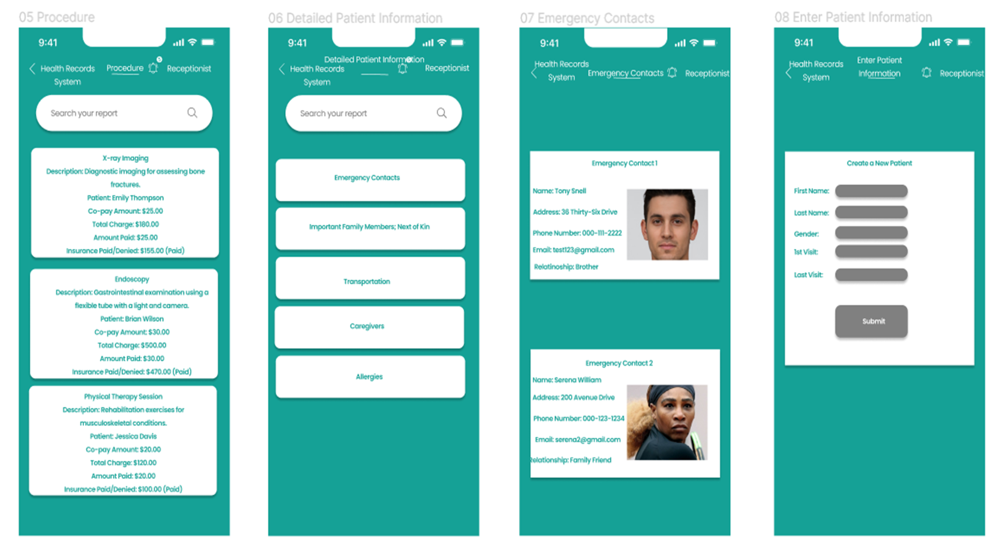 05 Procedure
9:41
5
Health Records
System
Procedure
Receptionist
Search your report
X-ray Imaging
Description: Diagnostic imaging for assessing bone
fractures.
Patient: Emily Thompson
Co-pay Amount: $25.00
Total Charge: $180.00
Amount Paid: $25.00
Insurance Paid/Denied: $155.00 (Paid)
Endoscopy
Description: Gastrointestinal examination using a
flexible tube with a light and camera.
Patient: Brian Wilson
Co-pay Amount: $30.00
Total Charge: $500.00
Amount Paid: $30.00
Insurance Paid/Denied: $470.00 (Paid)
Physical Therapy Session
Description: Rehabilitation exercises for
musculoskeletal conditions.
Patient: Jessica Davis
Co-pay Amount: $20.00
Total Charge: $120.00
Amount Paid: $20.00
Insurance Paid/Denied: $100.00 (Paid)
06 Detailed Patient Information
9:41
Detailed Patient Information
Health Records
System
Receptionist
Search your report
Emergency Contacts
Important Family Members; Next of Kin
Transportation
Caregivers
Allergies
07 Emergency Contacts
9:41
Health Records
System
Emergency Contacts
Receptionist
Emergency Contact 1
Name: Tony Snell
Address: 36 Thirty-Six Drive
Phone Number: 000-111-2222
Email: test123@gmail.com
Relatinoship: Brother
Emergency Contact 2
Name: Serena William
Address: 200 Avenue Drive
Phone Number: 000-123-1234
Email: serena2@gmail.com
Relationship: Family Friend
08 Enter Patient Information
9:41
Health Records
System
Enter Patient
Information
Receptionist
Create a New Patient
First Name:
Last Name:
Gender:
1st Visit:
Last Visit:
Submit